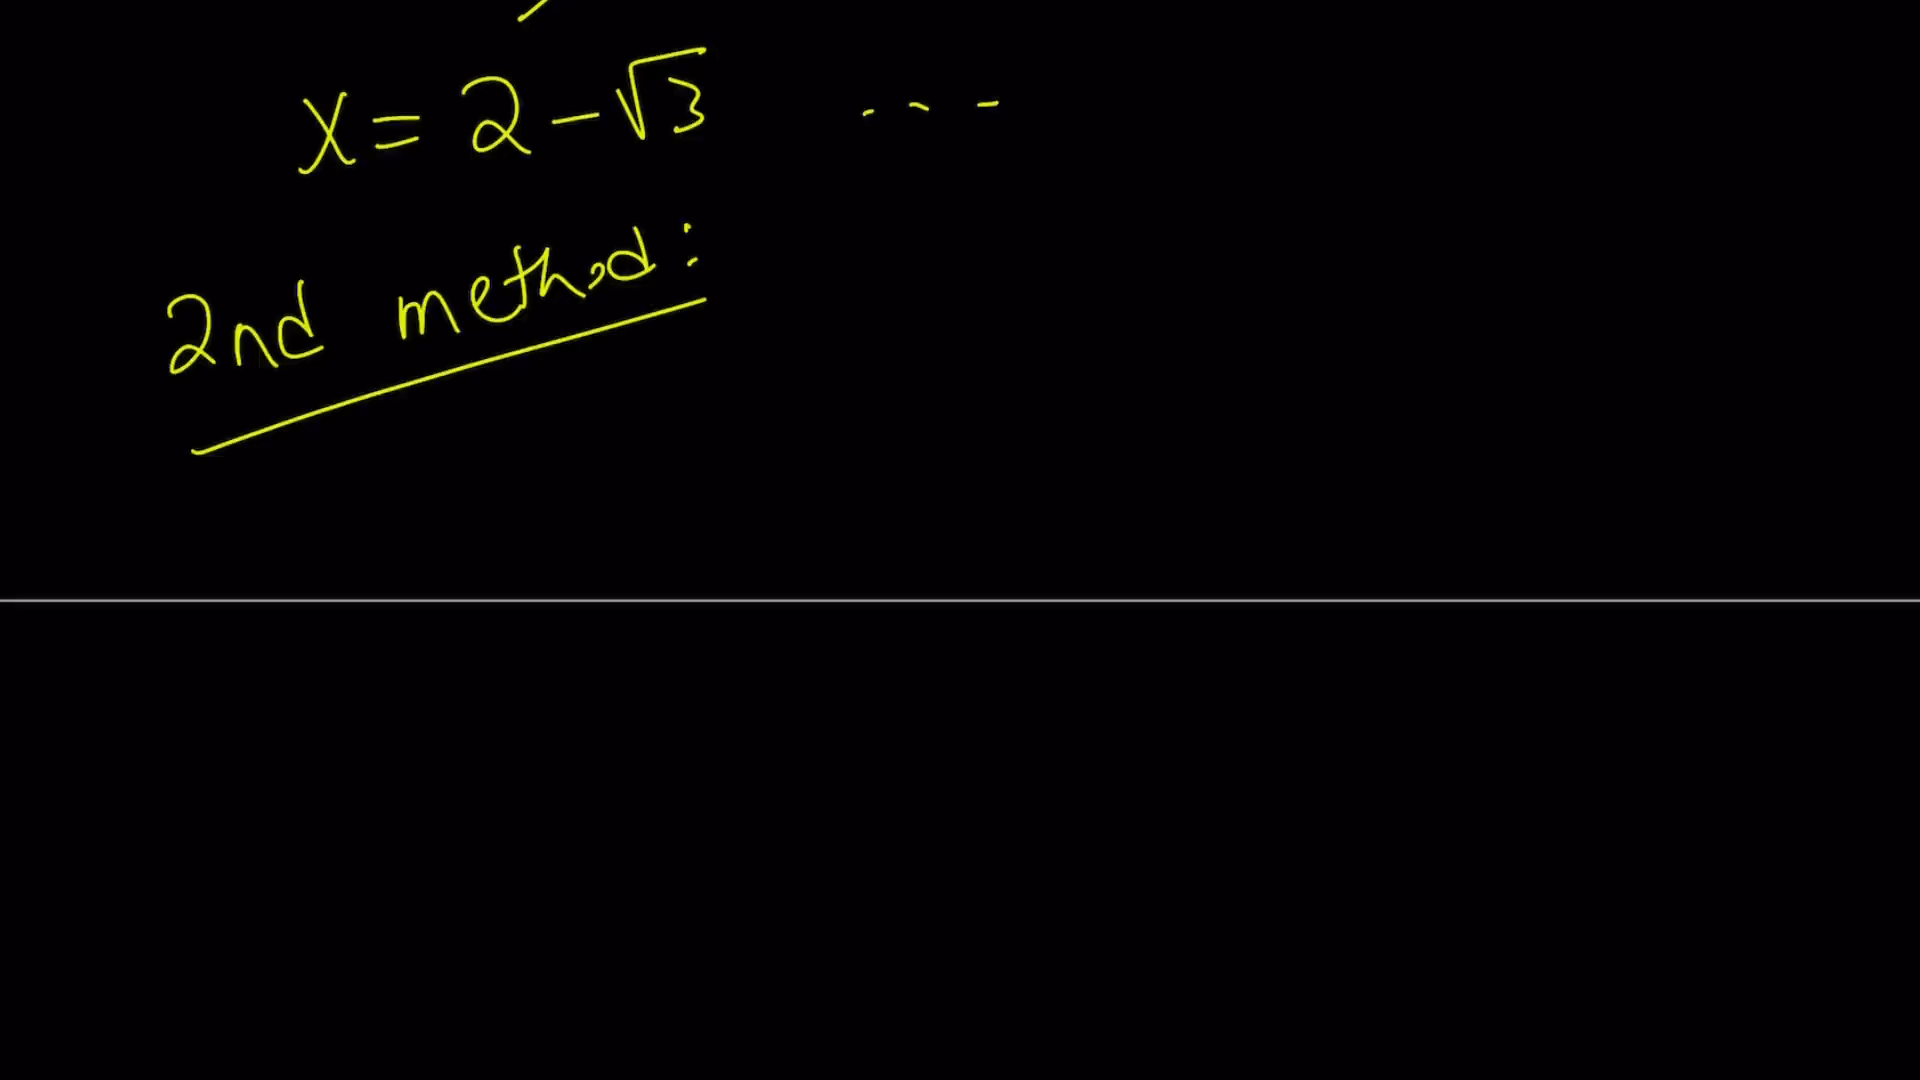 x = 2 - √3 ...
2nd method: